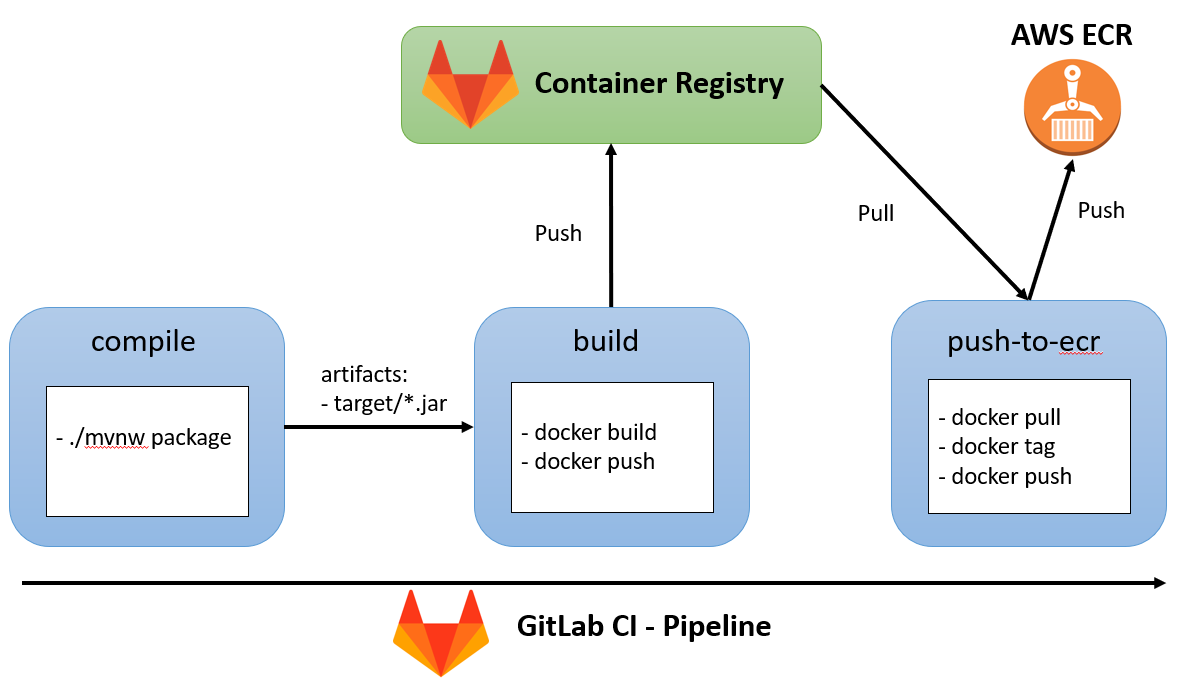 AWS ECR
Container Registry
Push
Pull
Push
compile
- ./mvnw package
artifacts:
- target/*.jar
build
- docker build
- docker push
push-to-ecr
- docker pull
- docker tag
- docker push
GitLab CI - Pipeline